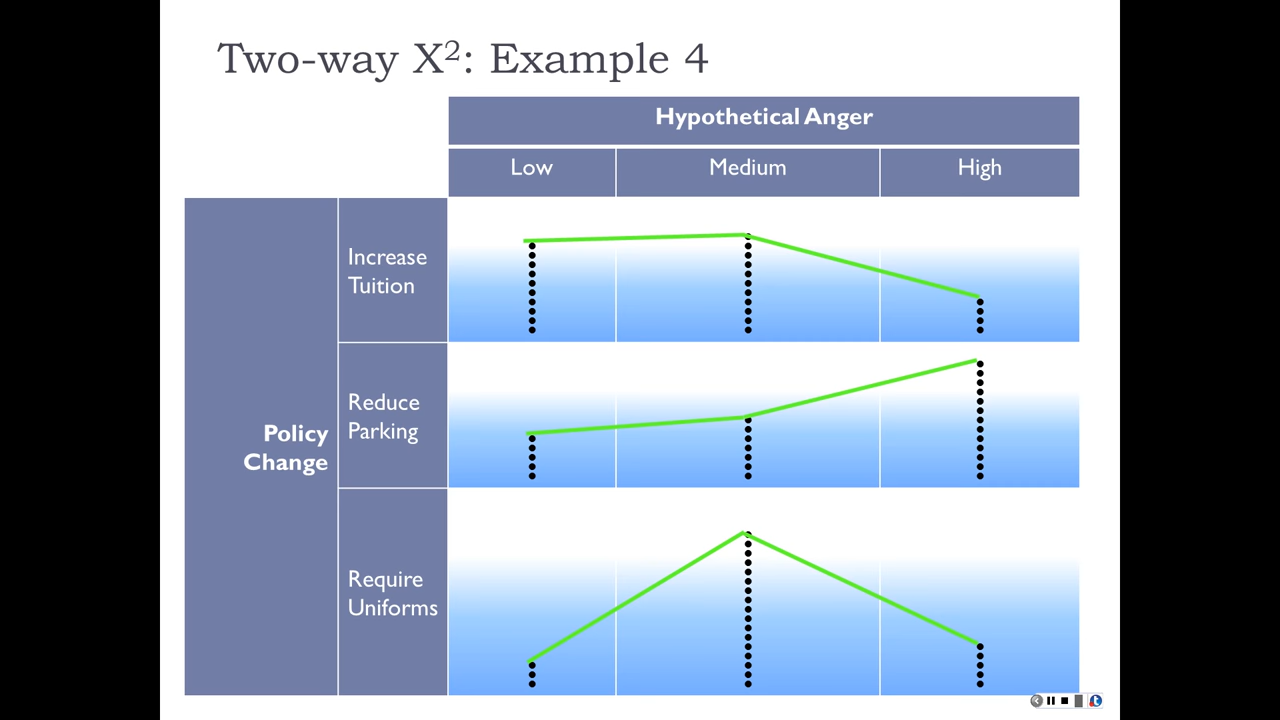 Two-way X²: Example 4
Hypothetical Anger
Low Medium High
Increase
Tuition
Reduce
Parking
Policy
Change
Require
Uniforms